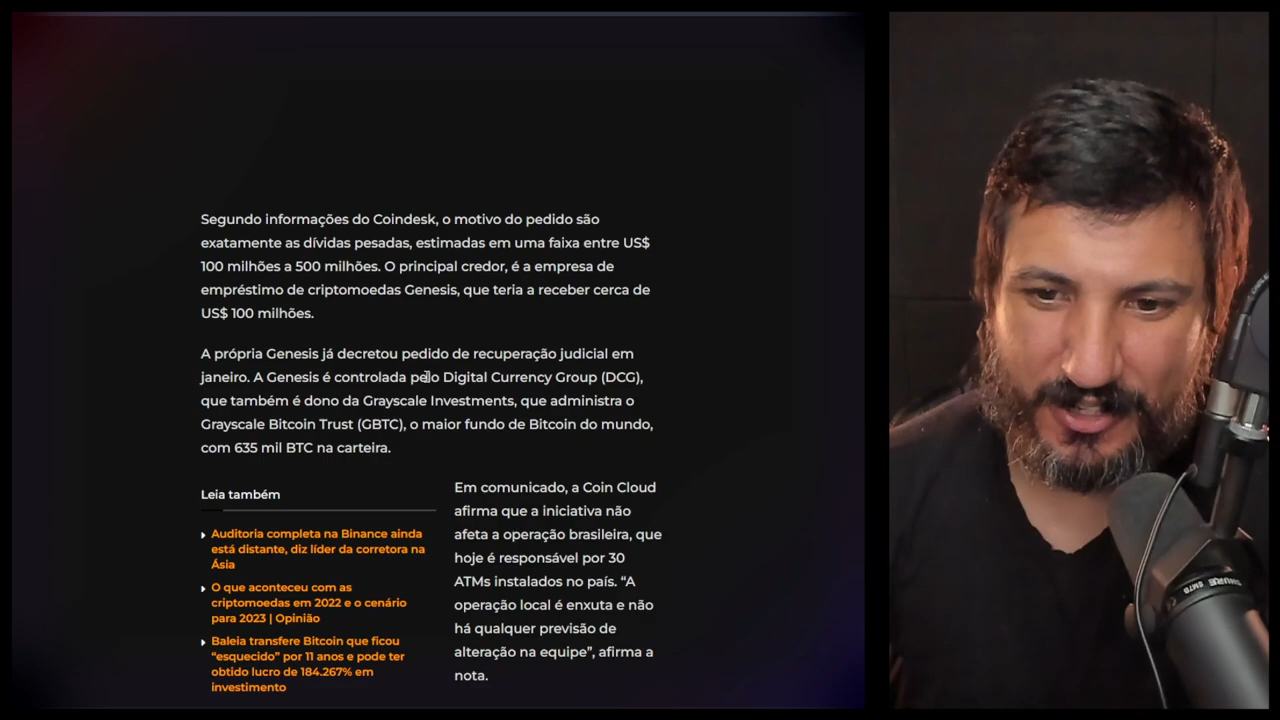 Segundo informações do Coindesk, o motivo do pedido são
exatamente as dívidas pesadas, estimadas em uma faixa entre US$
100 milhões a 500 milhões. O principal credor, é a empresa de
empréstimo de criptomoedas Genesis, que teria a receber cerca de
US$ 100 milhões.
A própria Genesis já decretou pedido de recuperação judicial em
janeiro. A Genesis é controlada pelo Digital Currency Group (DCG),
que também é dono da Grayscale Investments, que administra o
Grayscale Bitcoin Trust (GBTC), o maior fundo de Bitcoin do mundo,
com 635 mil BTC na carteira.
Leia também
Auditoria completa na Binance ainda
está distante, diz líder da corretora na
Ásia
O que aconteceu com as
criptomoedas em 2022 e o cenário
para 2023 | Opinião
Baleia transfere Bitcoin que ficou
“esquecido” por 11 anos e pode ter
obtido lucro de 184.267% em
investimento
Em comunicado, a Coin Cloud
afirma que a iniciativa não
afeta a operação brasileira, que
hoje é responsável por 30
ATMs instalados no país. “A
operação local é enxuta e não
há qualquer previsão de
alteração na equipe”, afirma a
nota.
SHURE
SM7B